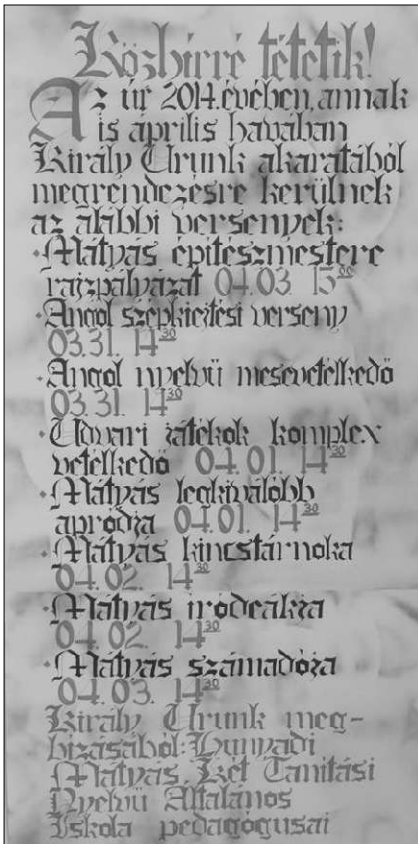 Közhírré tétetik!
Az úr 2014. évében, annak
is április havában
Király Urunk akaratából
megrendezésre kerülnek
az alábbi versenyek:
·Mátyás építészmestere
rajzpályázat 04.03 15⁰⁰
·Angol szépkiejtési verseny
03.31. 14³⁰
·Angol nyelvű mesevetélkedő
03.31. 14³⁰
·Udvari játékok komplex
vetélkedő 04.01. 14³⁰
·Mátyás legkiválóbb
apródja 04.01. 14³⁰
·Mátyás kincstárnoka
04.02. 14³⁰
·Mátyás íródeákja
04.02. 14³⁰
·Mátyás számadója
04.03. 14³⁰
Király Urunk meg-
bízásából: Hunyadi
Mátyás Két Tanítási
Nyelvű Általános
Iskola pedagógusai